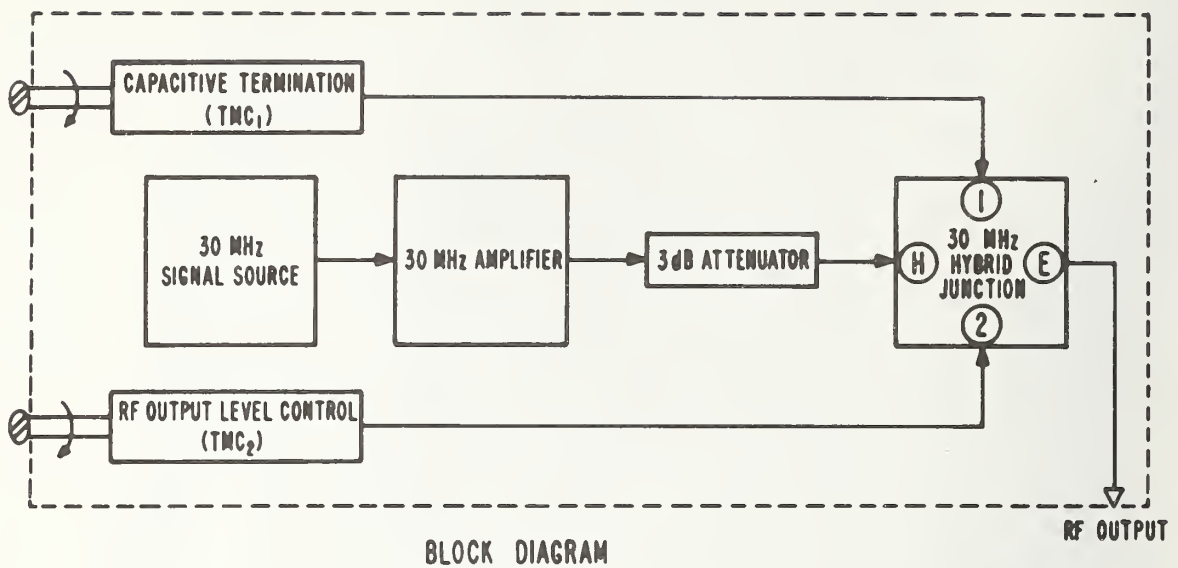 CAPACITIVE TERMINATION
(TMC₁)
30 MHz
SIGNAL SOURCE
30 MHz AMPLIFIER
3dB ATTENUATOR
1
30 MHz
HYBRID
JUNCTION
H
E
2
RF OUTPUT LEVEL CONTROL
(TMC₂)
RF OUTPUT
BLOCK DIAGRAM